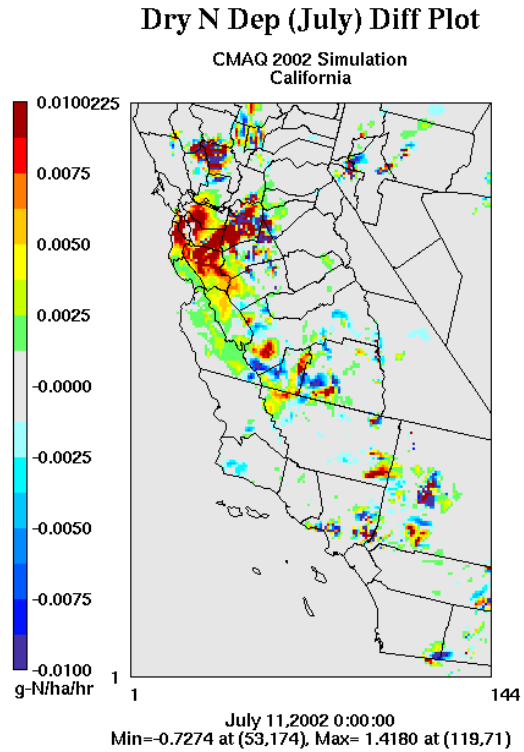 Dry N Dep (July) Diff Plot
CMAQ 2002 Simulation
California
0.0100
225
0.0075
0.0050
0.0025
-0.0000
-0.0025
-0.0050
-0.0075
-0.0100
1
g-N/ha/hr
1
144
July 11,2002 0:00:00
Min=-0.7274 at (53,174), Max= 1.4180 at (119,71)